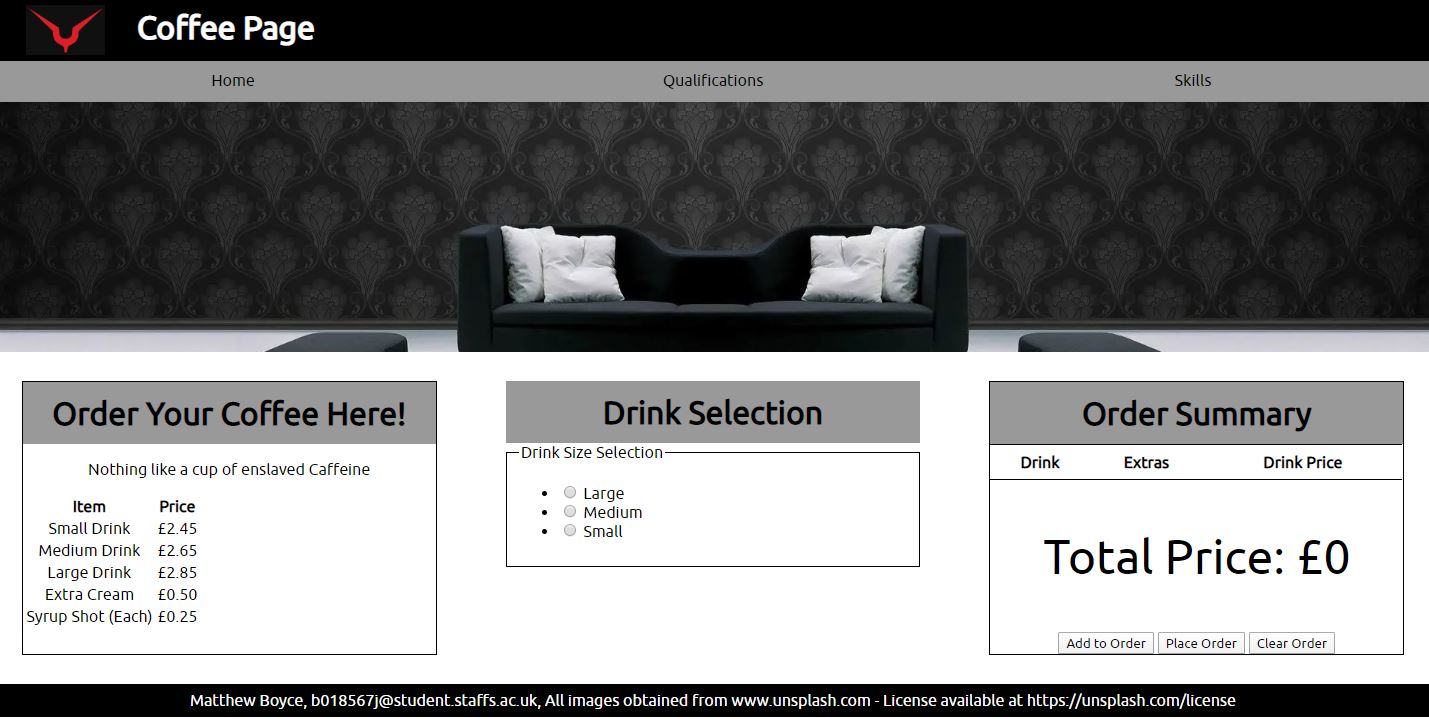 Coffee Page
Home Qualifications Skills
Order Your Coffee Here!
Nothing like a cup of enslaved Caffeine
Item Price
Small Drink £2.45
Medium Drink £2.65
Large Drink £2.85
Extra Cream £0.50
Syrup Shot (Each) £0.25
Drink Selection
Drink Size Selection
Large
Medium
Small
Order Summary
Drink Extras Drink Price
Total Price: £0
Add to Order Place Order Clear Order
Matthew Boyce, b018567j@student.staffs.ac.uk, All images obtained from www.unsplash.com - License available at https://unsplash.com/license